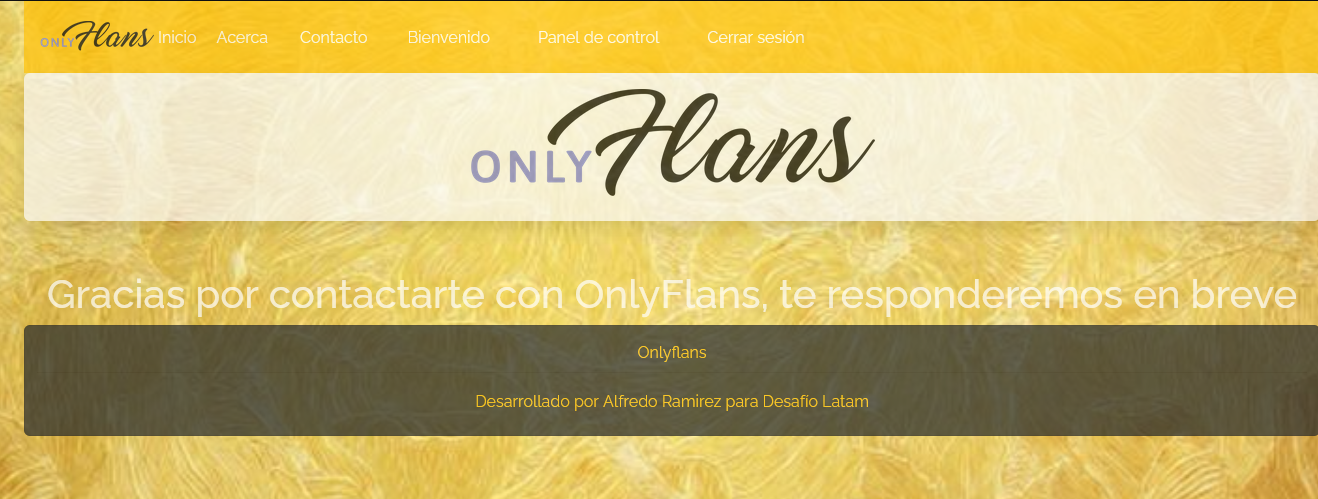 ONLY Flans Inicio Acerca Contacto Bienvenido Panel de control Cerrar sesión
ONLY Flans
Gracias por contactarte con OnlyFlans, te responderemos en breve
Onlyflans
Desarrollado por Alfredo Ramirez para Desafío Latam